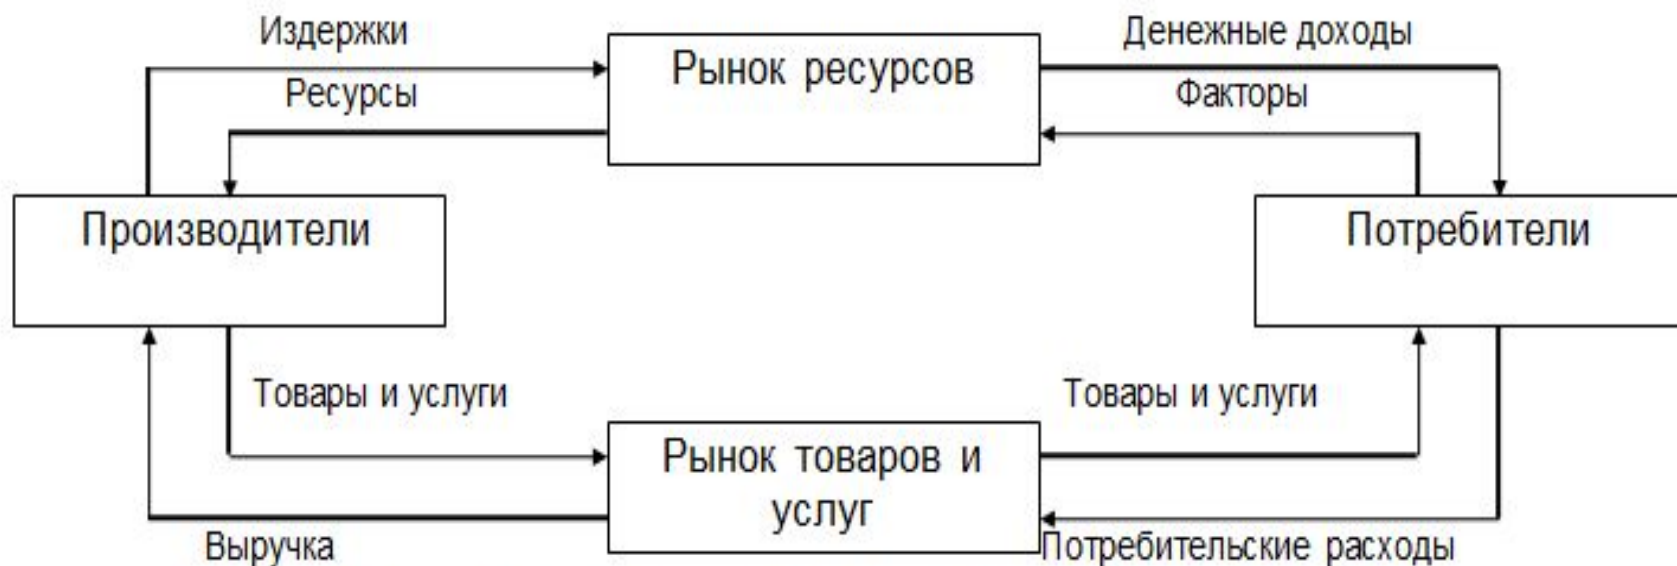 Издержки
Денежные доходы
Рынок ресурсов
Ресурсы
Факторы
Производители
Потребители
Товары и услуги
Товары и услуги
Рынок товаров и
услуг
Выручка
Потребительские расходы